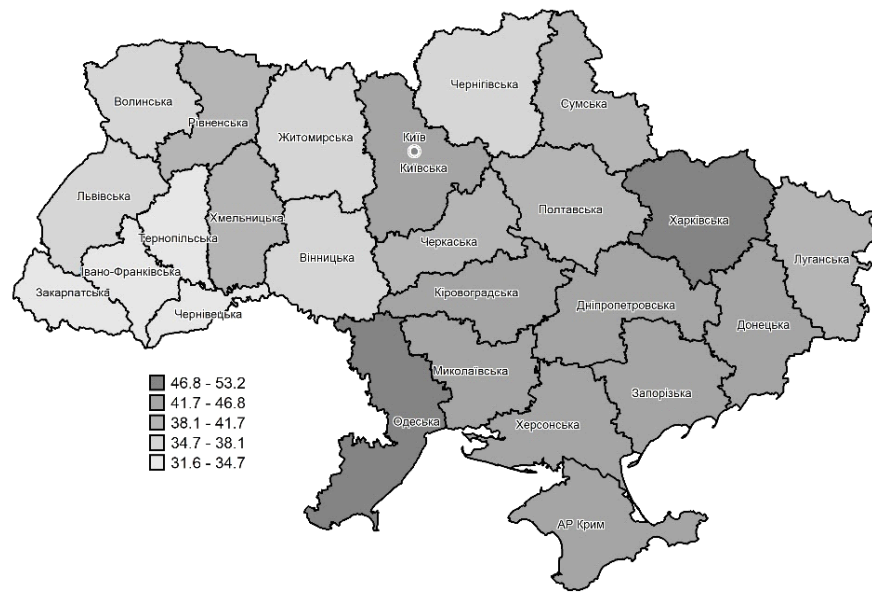 Чернігівська
Волинська
Сумська
Рівненська
Житомирська
Київ
Київська
Львівська
Хмельницька
Полтавська
Харківська
Тернопільська
Черкаська
Вінницька
Луганська
Івано-Франківська
Закарпатська
Кіровоградська
Дніпропетровська
Чернівецька
Донецька
Миколаївська
Запорізька
Одеська
Херсонська
АР Крим
46.8 - 53.2
41.7 - 46.8
38.1 - 41.7
34.7 - 38.1
31.6 - 34.7